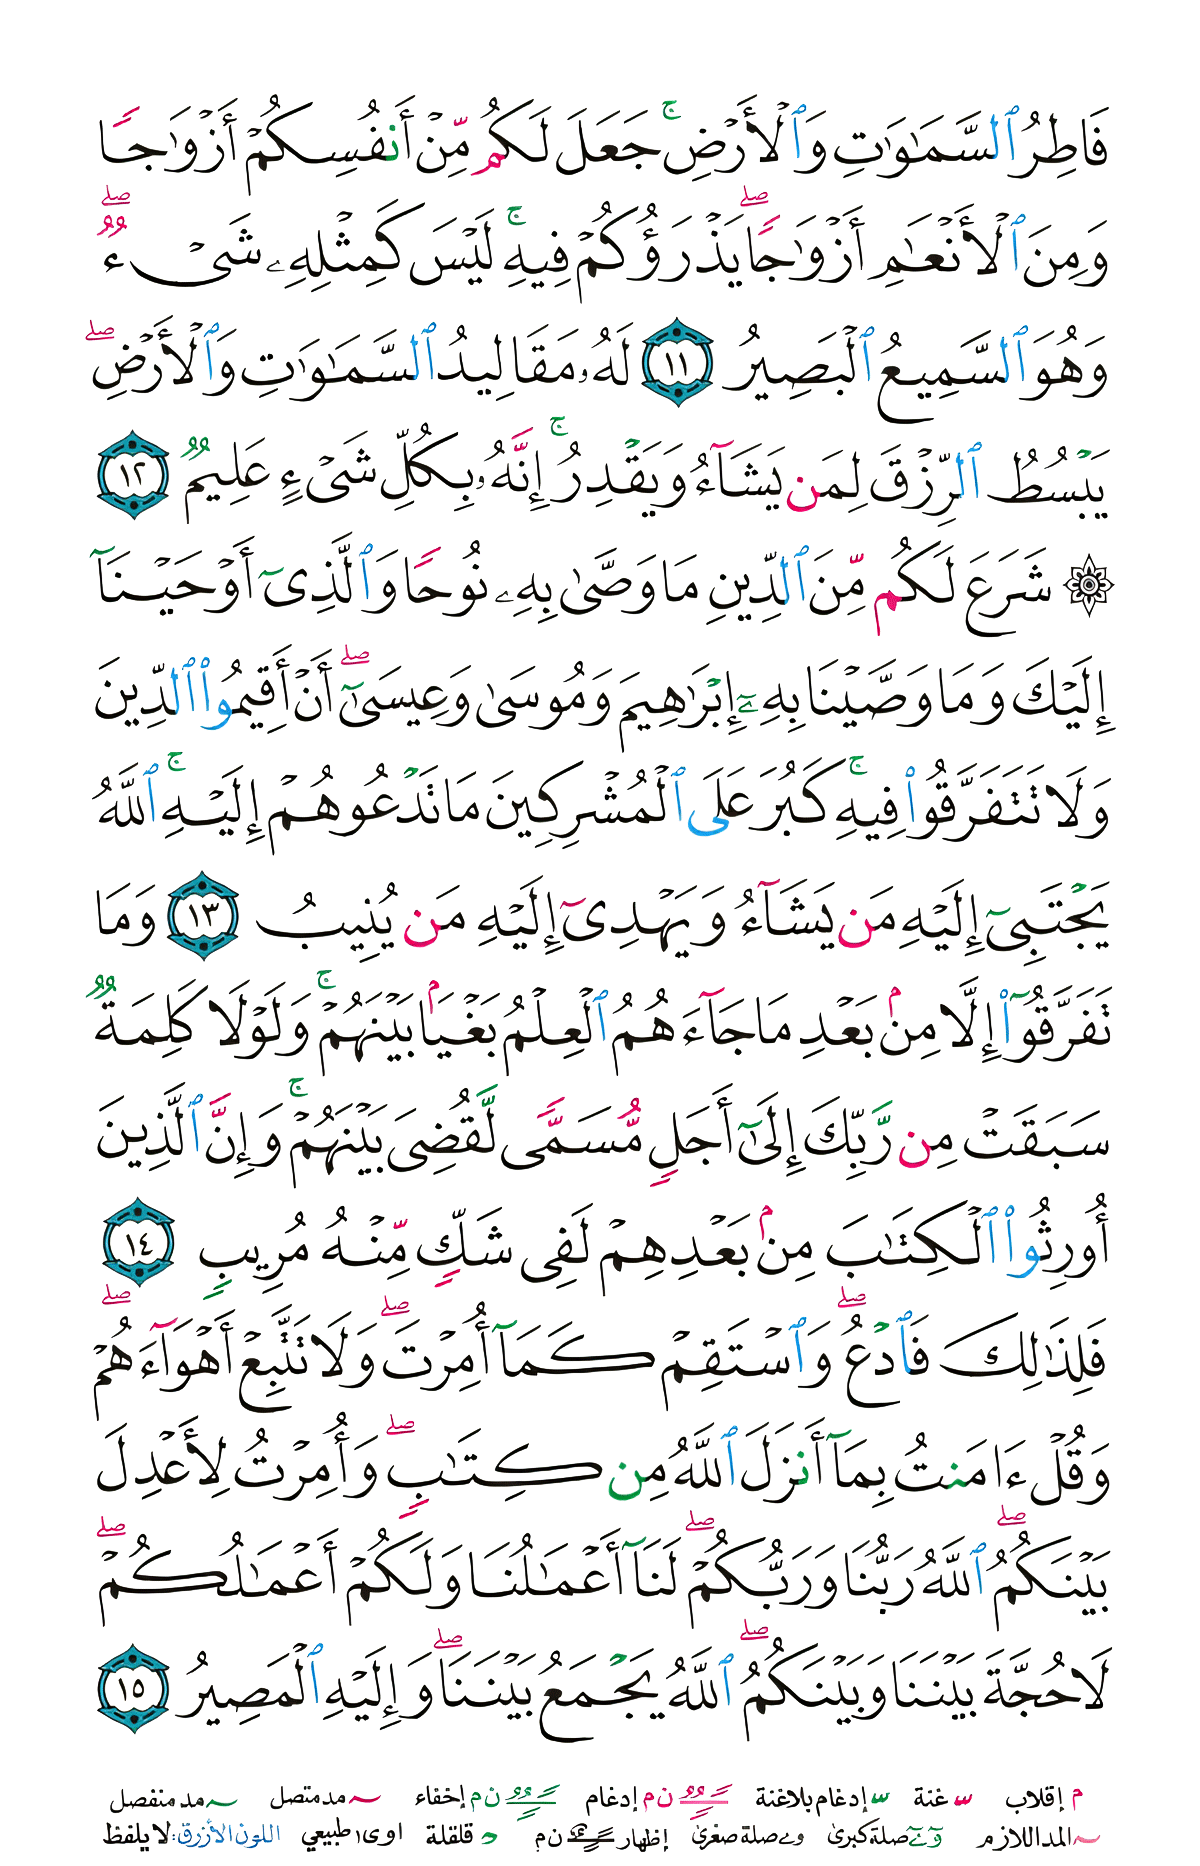 فَاطِرُ ٱلسَّمَٰوَٰتِ وَٱلْأَرْضِ ۚ جَعَلَ لَكُم مِّنْ أَنفُسِكُمْ أَزْوَٰجًا
وَمِنَ ٱلْأَنْعَٰمِ أَزْوَٰجًا ۖ يَذْرَؤُكُمْ فِيهِ ۚ لَيْسَ كَمِثْلِهِۦ شَىْءٌ ۖ
وَهُوَ ٱلسَّمِيعُ ٱلْبَصِيرُ ١١ لَهُۥ مَقَالِيدُ ٱلسَّمَٰوَٰتِ وَٱلْأَرْضِ ۖ
يَبْسُطُ ٱلرِّزْقَ لِمَن يَشَآءُ وَيَقْدِرُ ۚ إِنَّهُۥ بِكُلِّ شَىْءٍ عَلِيمٌ ١٢
۞ شَرَعَ لَكُم مِّنَ ٱلدِّينِ مَا وَصَّىٰ بِهِۦ نُوحًا وَٱلَّذِىٓ أَوْحَيْنَآ
إِلَيْكَ وَمَا وَصَّيْنَا بِهِۦٓ إِبْرَٰهِيمَ وَمُوسَىٰ وَعِيسَىٰٓ ۖ أَنْ أَقِيمُوا۟ ٱلدِّينَ
وَلَا تَتَفَرَّقُوا۟ فِيهِ ۚ كَبُرَ عَلَى ٱلْمُشْرِكِينَ مَا تَدْعُوهُمْ إِلَيْهِ ۚ ٱللَّهُ
يَجْتَبِىٓ إِلَيْهِ مَن يَشَآءُ وَيَهْدِىٓ إِلَيْهِ مَن يُنِيبُ ١٣ وَمَا
تَفَرَّقُوٓا۟ إِلَّا مِنۢ بَعْدِ مَا جَآءَهُمُ ٱلْعِلْمُ بَغْيًۢا بَيْنَهُمْ ۚ وَلَوْلَا كَلِمَةٌ
سَبَقَتْ مِن رَّبِّكَ إِلَىٰٓ أَجَلٍ مُّسَمًّى لَّقُضِىَ بَيْنَهُمْ ۚ وَإِنَّ ٱلَّذِينَ
أُورِثُوا۟ ٱلْكِتَٰبَ مِنۢ بَعْدِهِمْ لَفِى شَكٍّ مِّنْهُ مُرِيبٍ ١٤
فَلِذَٰلِكَ فَٱدْعُ ۖ وَٱسْتَقِمْ كَمَآ أُمِرْتَ ۖ وَلَا تَتَّبِعْ أَهْوَآءَهُمْ ۖ
وَقُلْ ءَامَنتُ بِمَآ أَنزَلَ ٱللَّهُ مِن كِتَٰبٍ ۖ وَأُمِرْتُ لِأَعْدِلَ
بَيْنَكُمُ ۖ ٱللَّهُ رَبُّنَا وَرَبُّكُمْ ۖ لَنَآ أَعْمَٰلُنَا وَلَكُمْ أَعْمَٰلُكُمْ ۖ
لَا حُجَّةَ بَيْنَنَا وَبَيْنَكُمُ ۖ ٱللَّهُ يَجْمَعُ بَيْنَنَا ۖ وَإِلَيْهِ ٱلْمَصِيرُ ١٥
م إقلاب غنة إدغام بلاغنة ن م إدغام ن م إخفاء مد متصل مد منفصل
المد اللازم صلة كبرى وے صلة صغرى إظهار ن م قلقلة اوى طبيعي اللون الأزرق: لا يلفظ